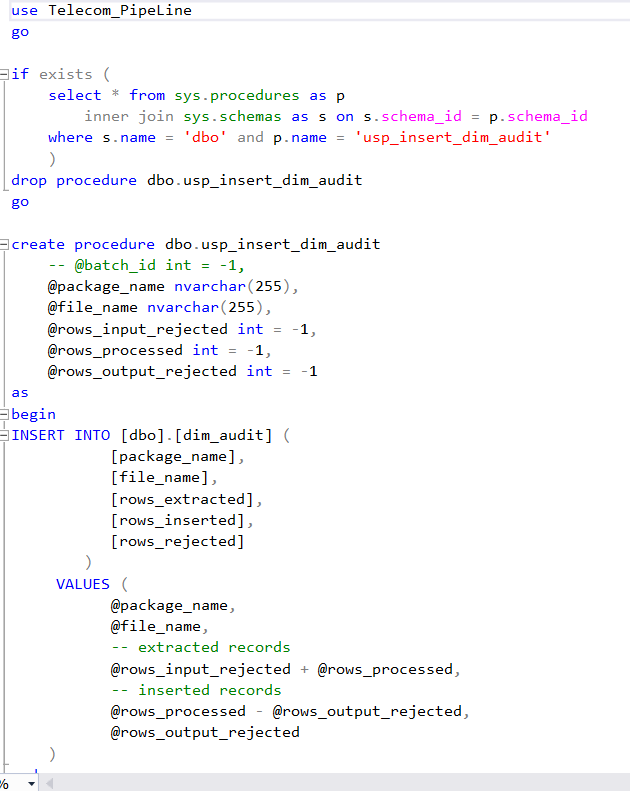 use Telecom_PipeLine
go
if exists (
select * from sys.procedures as p
inner join sys.schemas as s on s.schema_id = p.schema_id
where s.name = 'dbo' and p.name = 'usp_insert_dim_audit'
)
drop procedure dbo.usp_insert_dim_audit
go
create procedure dbo.usp_insert_dim_audit
-- @batch_id int = -1,
@package_name nvarchar(255),
@file_name nvarchar(255),
@rows_input_rejected int = -1,
@rows_processed int = -1,
@rows_output_rejected int = -1
as
begin
INSERT INTO [dbo].[dim_audit] (
[package_name],
[file_name],
[rows_extracted],
[rows_inserted],
[rows_rejected]
)
VALUES (
@package_name,
@file_name,
-- extracted records
@rows_input_rejected + @rows_processed,
-- inserted records
@rows_processed - @rows_output_rejected,
@rows_output_rejected
)
%